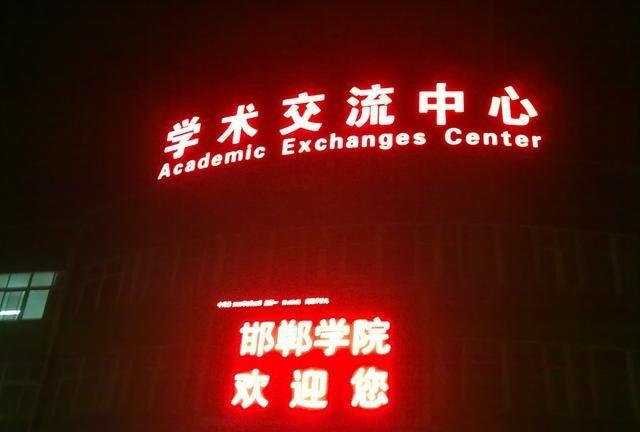 学术交流中心
Academic Exchanges Center
邯郸学院
欢迎您